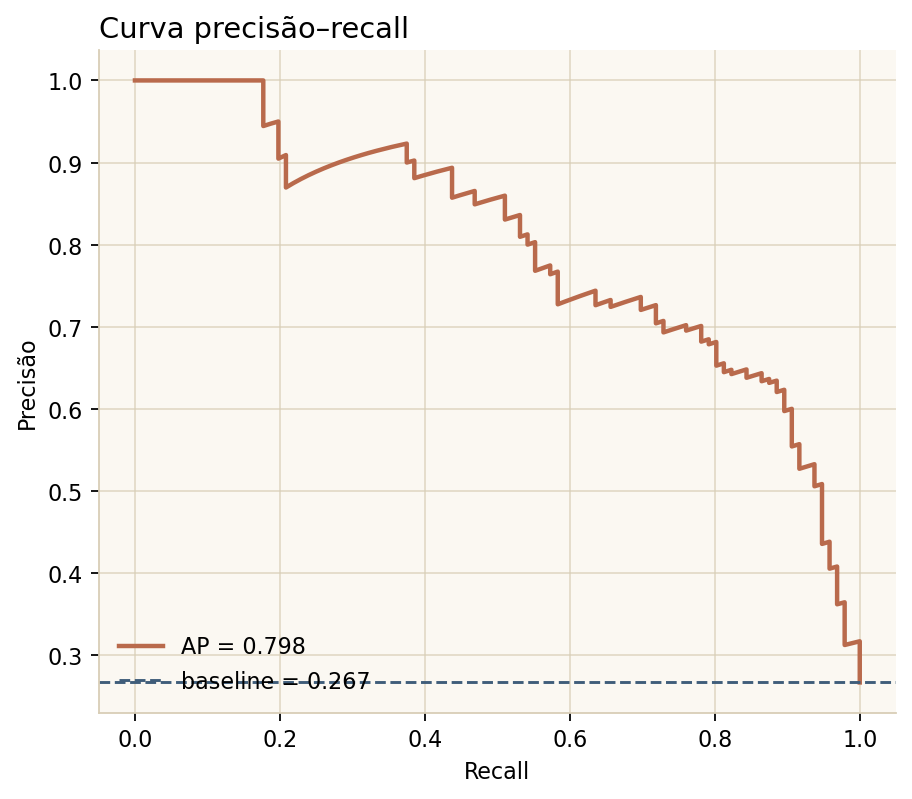 Curva precisão–recall
Precisão
1.0
0.9
0.8
0.7
0.6
0.5
0.4
0.3
AP = 0.798
baseline = 0.267
0.0 0.2 0.4 0.6 0.8 1.0
Recall